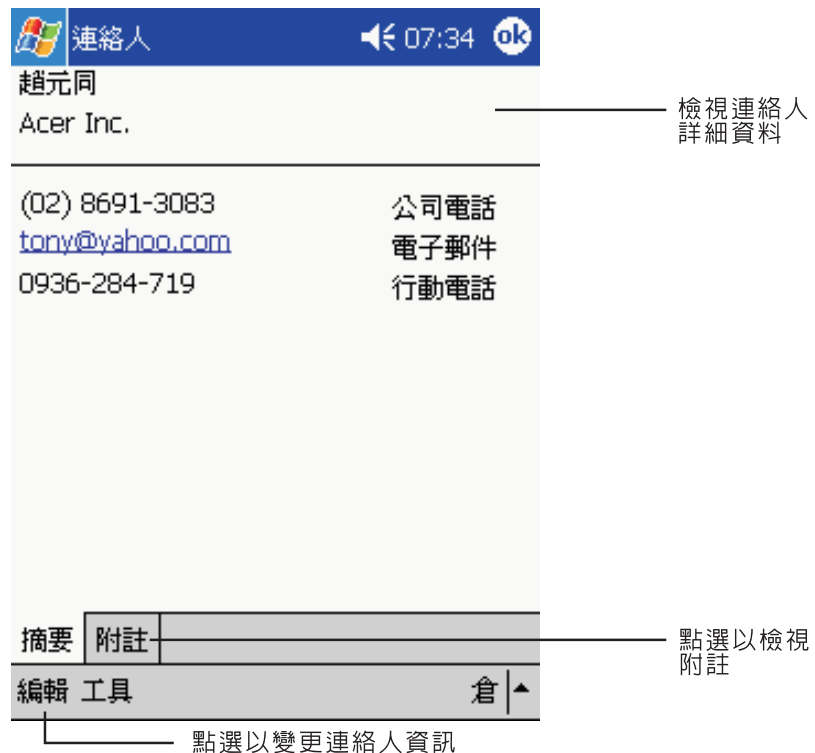 連絡人 07:34 ok
趙元同
Acer Inc.
檢視連絡人
詳細資料
(02) 8691-3083 公司電話
tony@yahoo.com 電子郵件
0936-284-719 行動電話
摘要 附註
點選以檢視
附註
編輯 工具 倉
點選以變更連絡人資訊